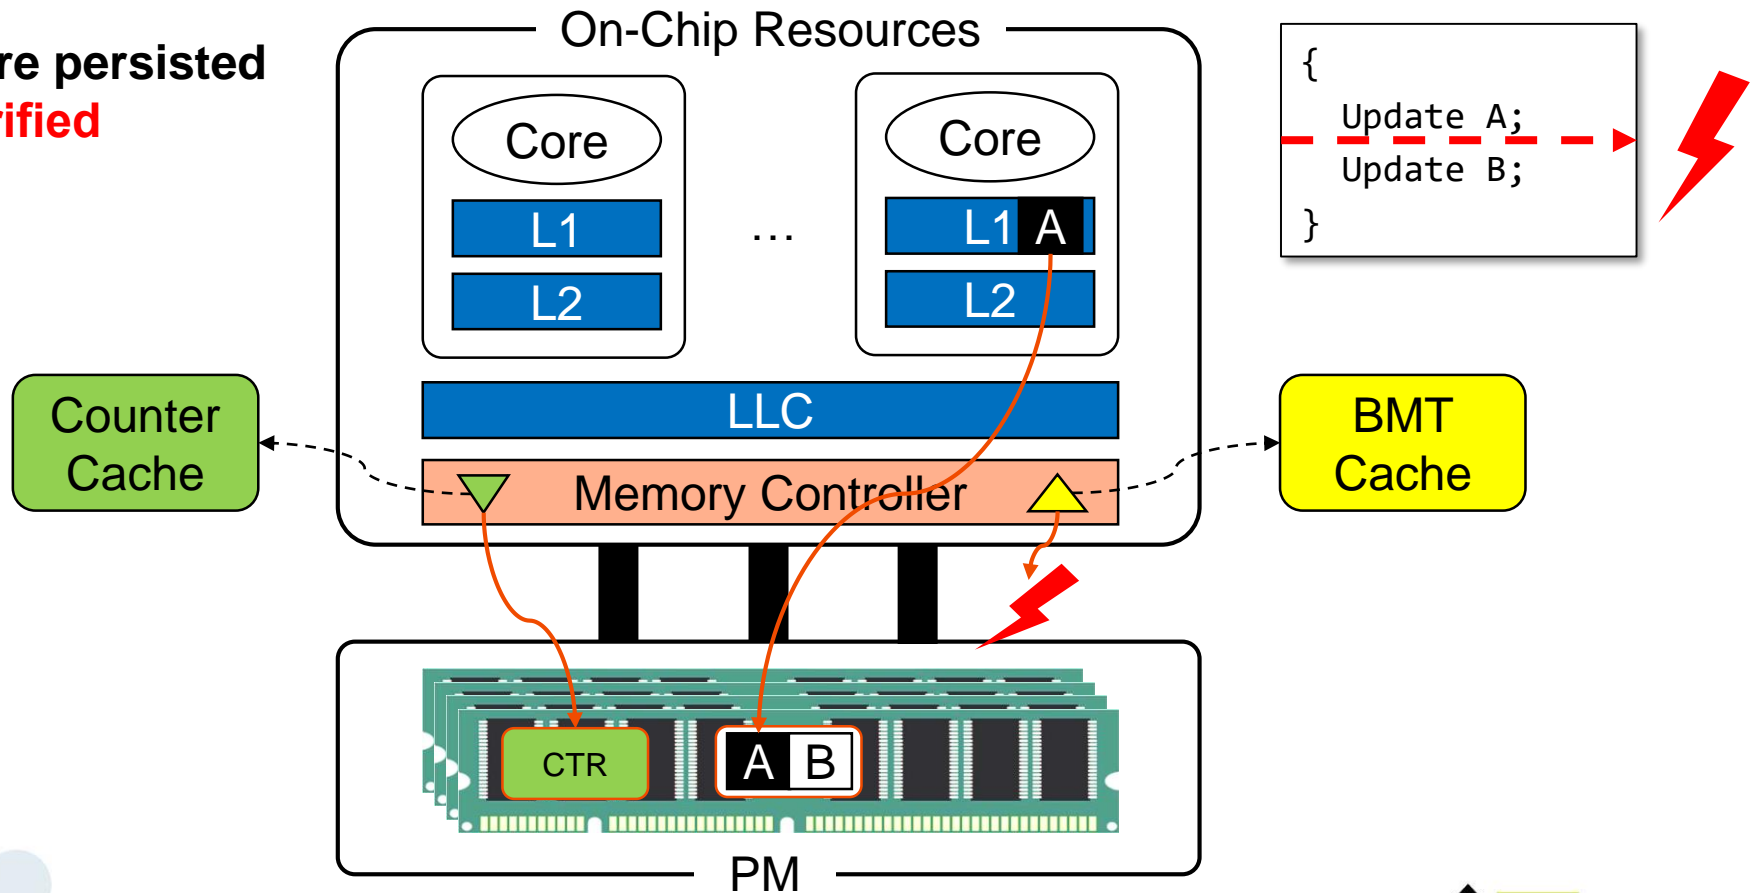 re persisted
rified
On-Chip Resources
Core
Core
L1
...
L1 A
L2
L2
LLC
Memory Controller
Counter
Cache
BMT
Cache
{
Update A;
Update B;
}
CTR
A B
PM